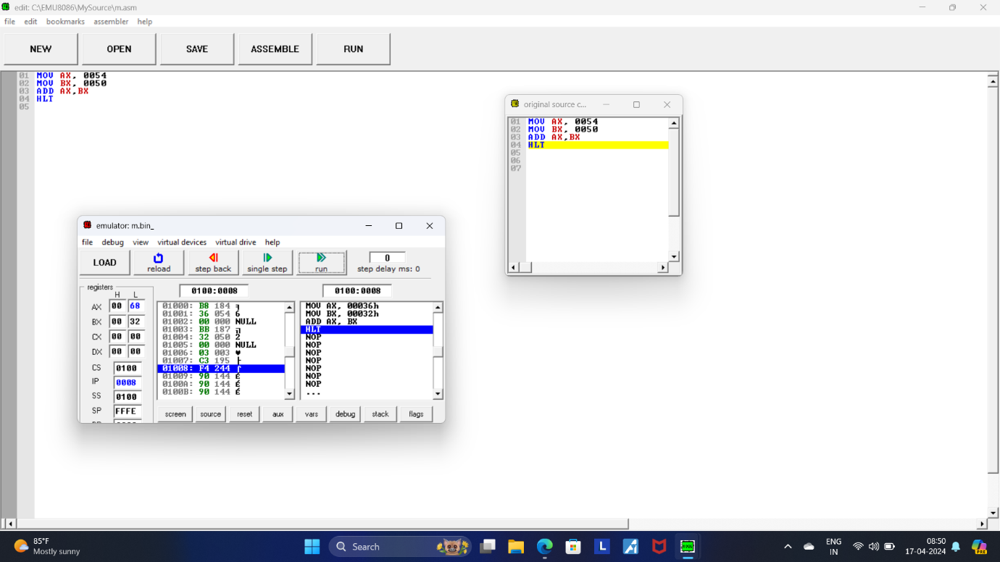 edit: C:\EMU8086\MySource\m.asm
file edit bookmarks assembler help
NEW OPEN SAVE ASSEMBLE RUN
01 MOV AX, 0054
02 MOV BX, 0050
03 ADD AX,BX
04 HLT
05
original source c...
01 MOV AX, 0054
02 MOV BX, 0050
03 ADD AX,BX
04 HLT
05
06
07
emulator: m.bin_
file debug view virtual devices virtual drive help
LOAD reload step back single step run 0 step delay ms: 0
registers
H L
AX 00 68
BX 00 32
CX 00 00
DX 00 00
CS 0100
IP 0008
SS 0100
SP FFFE
0100:0008 0100:0008
01000: B8 184 ╕
01001: 36 054 6
01002: 00 000 NULL
01003: BB 187 ╗
01004: 32 050 2
01005: 00 000 NULL
01006: 03 003 ♥
01007: C3 195 ├
01008: F4 244 ⌠
01009: 90 144 É
0100A: 90 144 É
0100B: 90 144 É
MOV AX, 00036h
MOV BX, 00032h
ADD AX, BX
HLT
NOP
NOP
NOP
NOP
NOP
NOP
NOP
...
screen source reset aux vars debug stack flags
85°F
Mostly sunny
Search
L
ENG
IN
08:50
17-04-2024
PRE